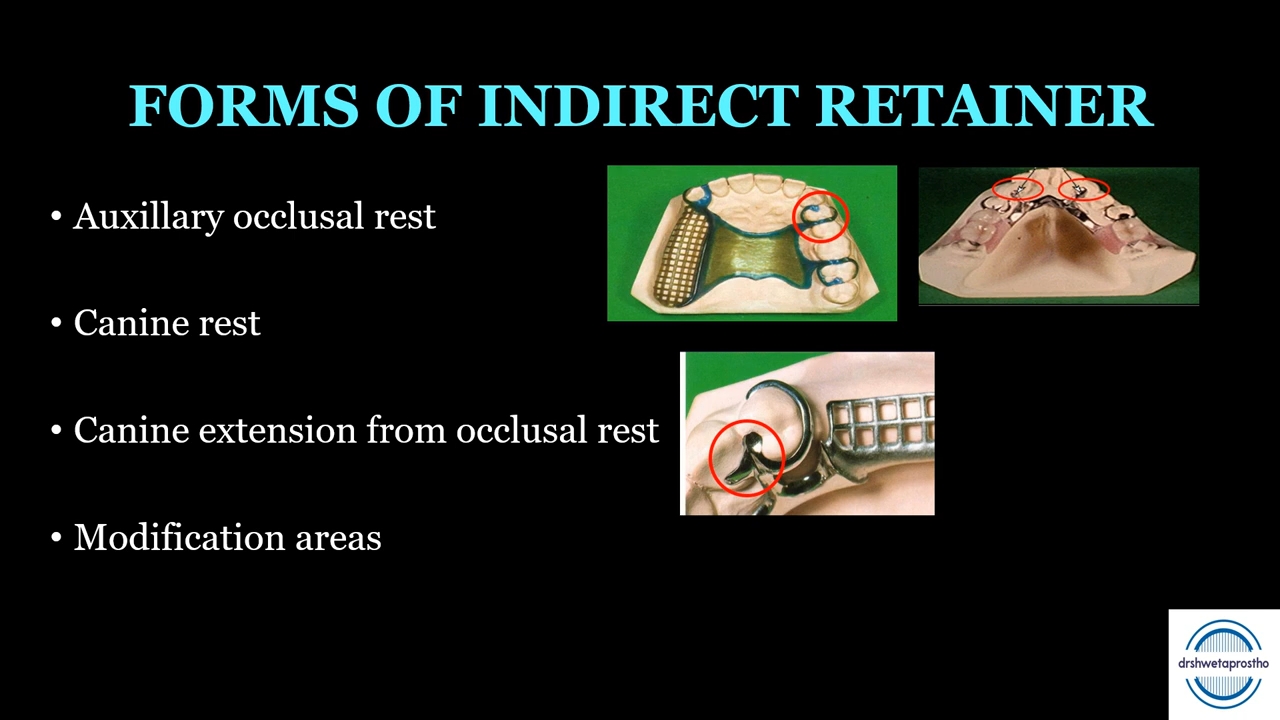 FORMS OF INDIRECT RETAINER
• Auxillary occlusal rest
• Canine rest
• Canine extension from occlusal rest
• Modification areas
drshwetaprostho